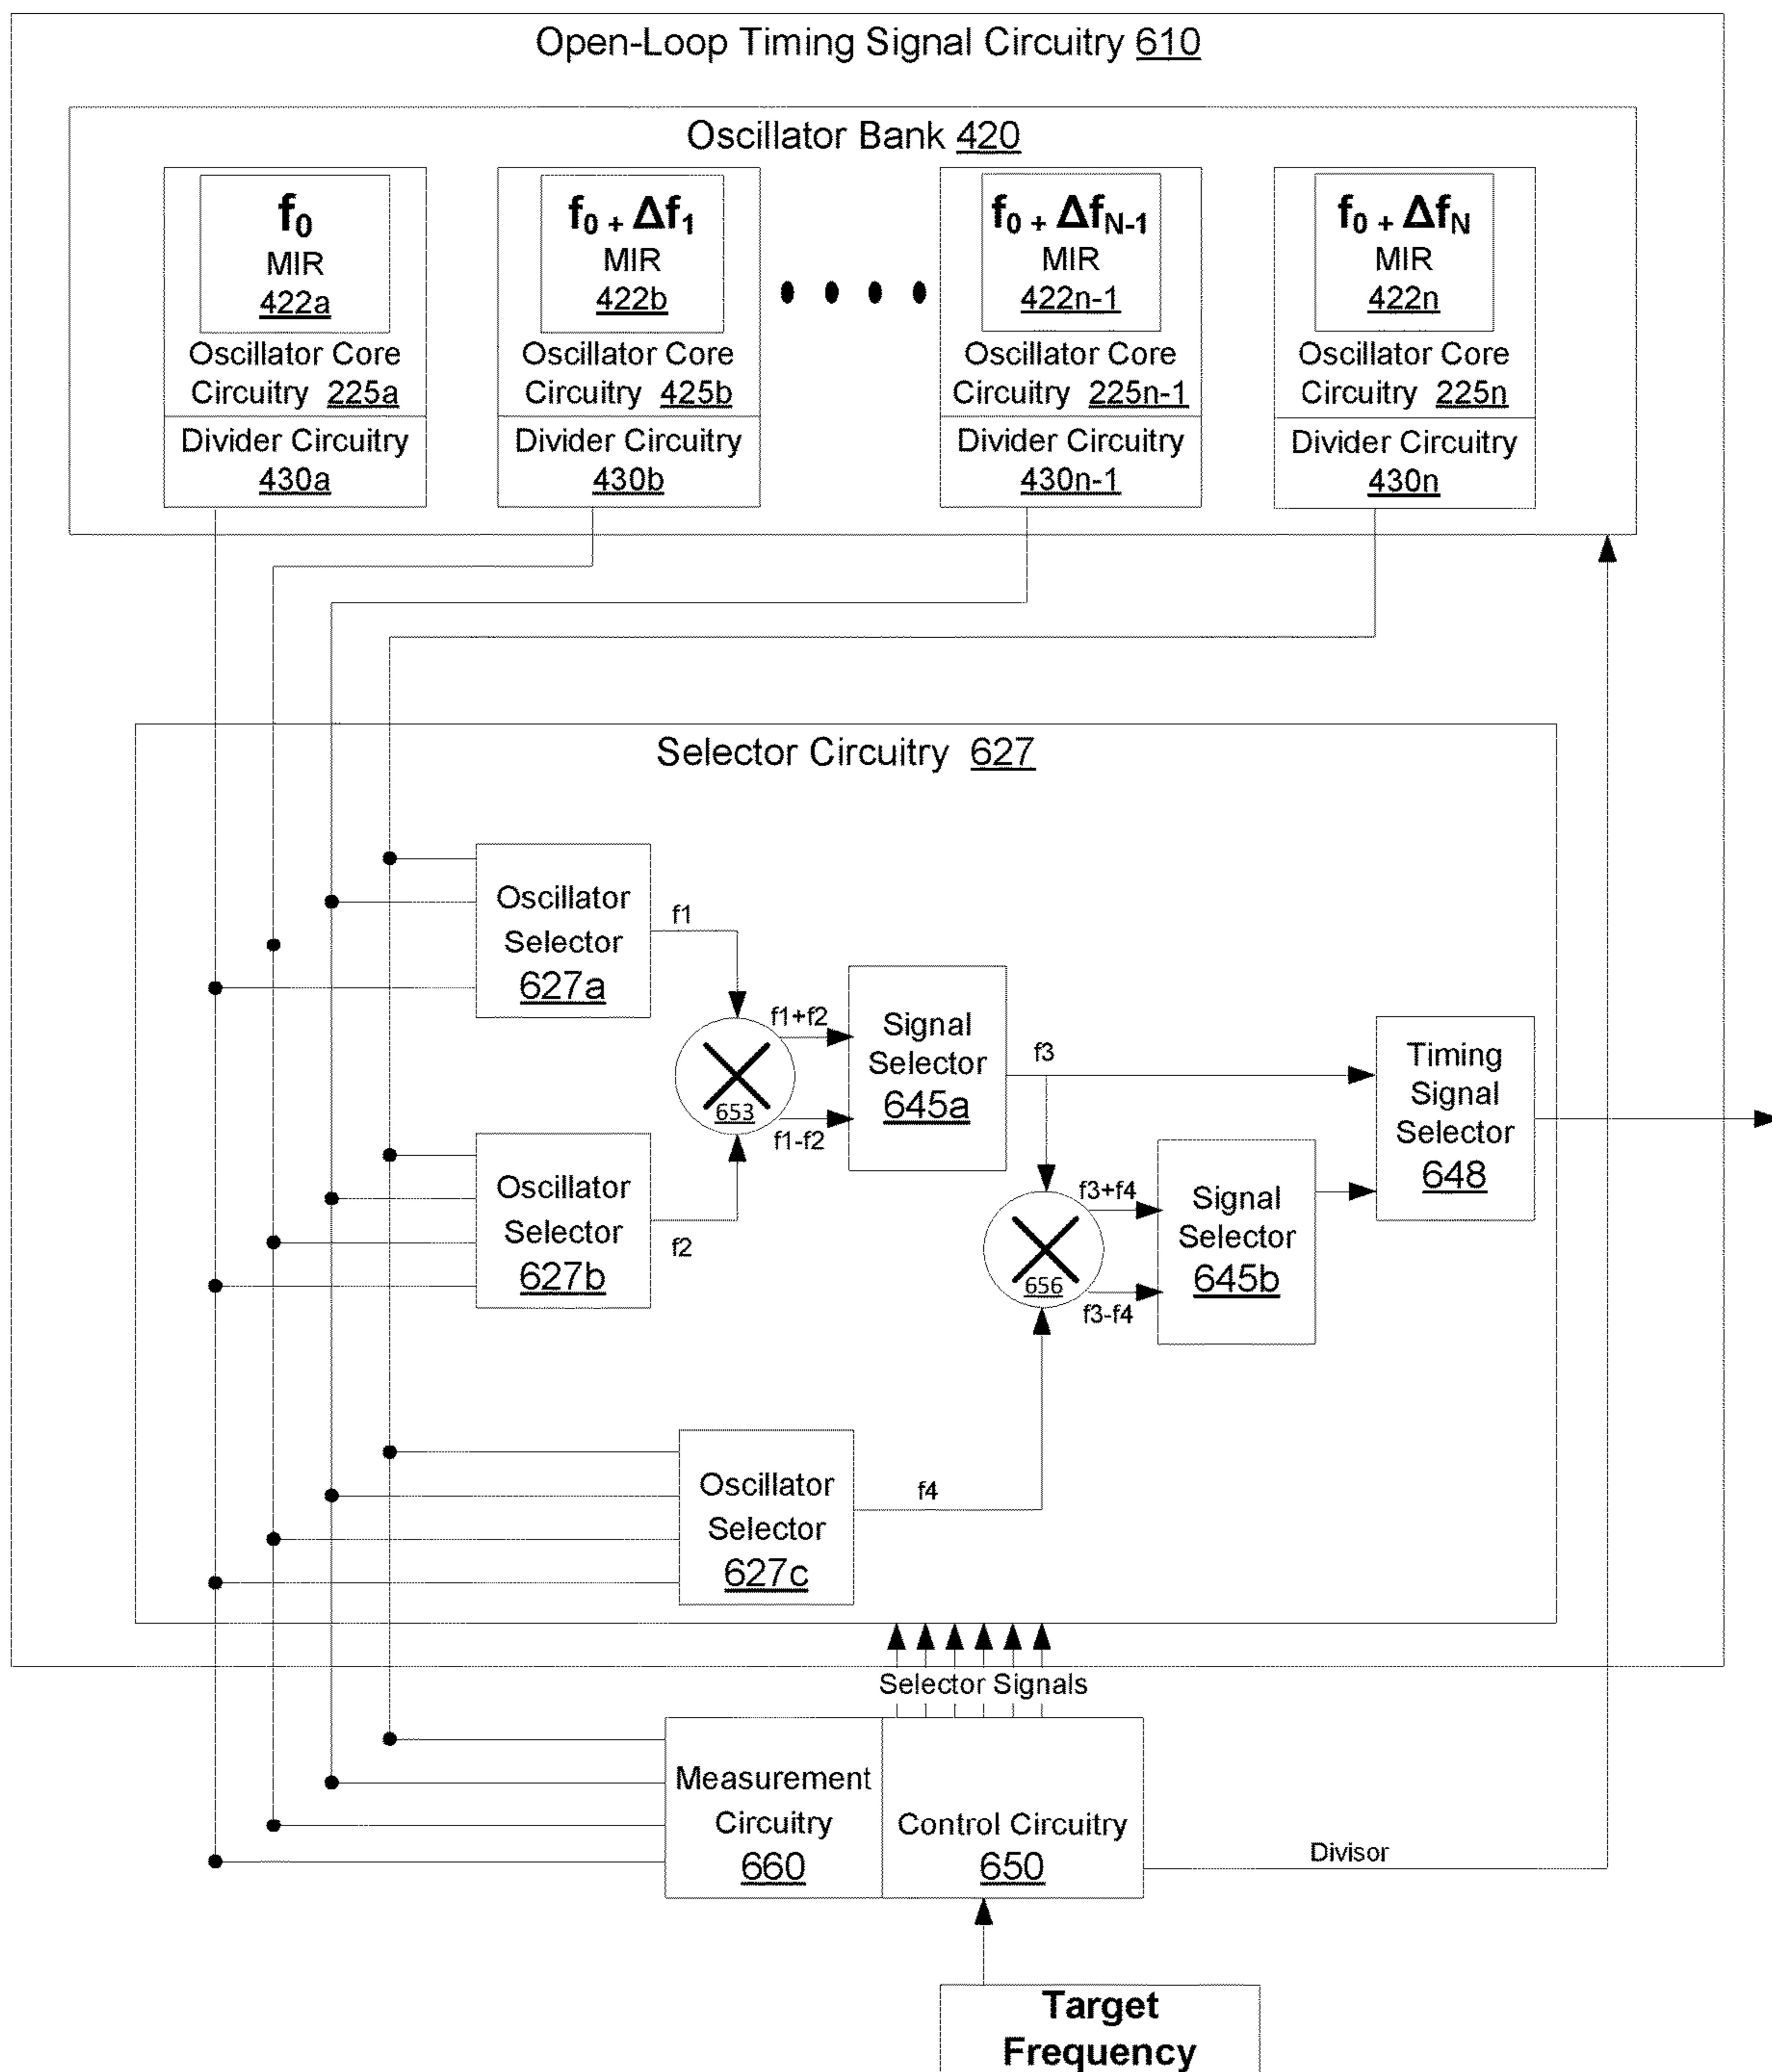 Open-Loop Timing Signal Circuitry 610
Oscillator Bank 420
f0
MIR
422a
Oscillator Core
Circuitry 225a
Divider Circuitry
430a
f0 + Δf1
MIR
422b
Oscillator Core
Circuitry 425b
Divider Circuitry
430b
f0 + ΔfN-1
MIR
422n-1
Oscillator Core
Circuitry 225n-1
Divider Circuitry
430n-1
f0 + ΔfN
MIR
422n
Oscillator Core
Circuitry 225n
Divider Circuitry
430n
Selector Circuitry 627
Oscillator
Selector
627a
f1
653
f1+f2
f1-f2
Signal
Selector
645a
f3
Timing
Signal
Selector
648
Oscillator
Selector
627b
f2
656
f3+f4
f3-f4
Signal
Selector
645b
Oscillator
Selector
627c
f4
Selector Signals
Measurement
Circuitry
660
Control Circuitry
650
Divisor
Target
Frequency